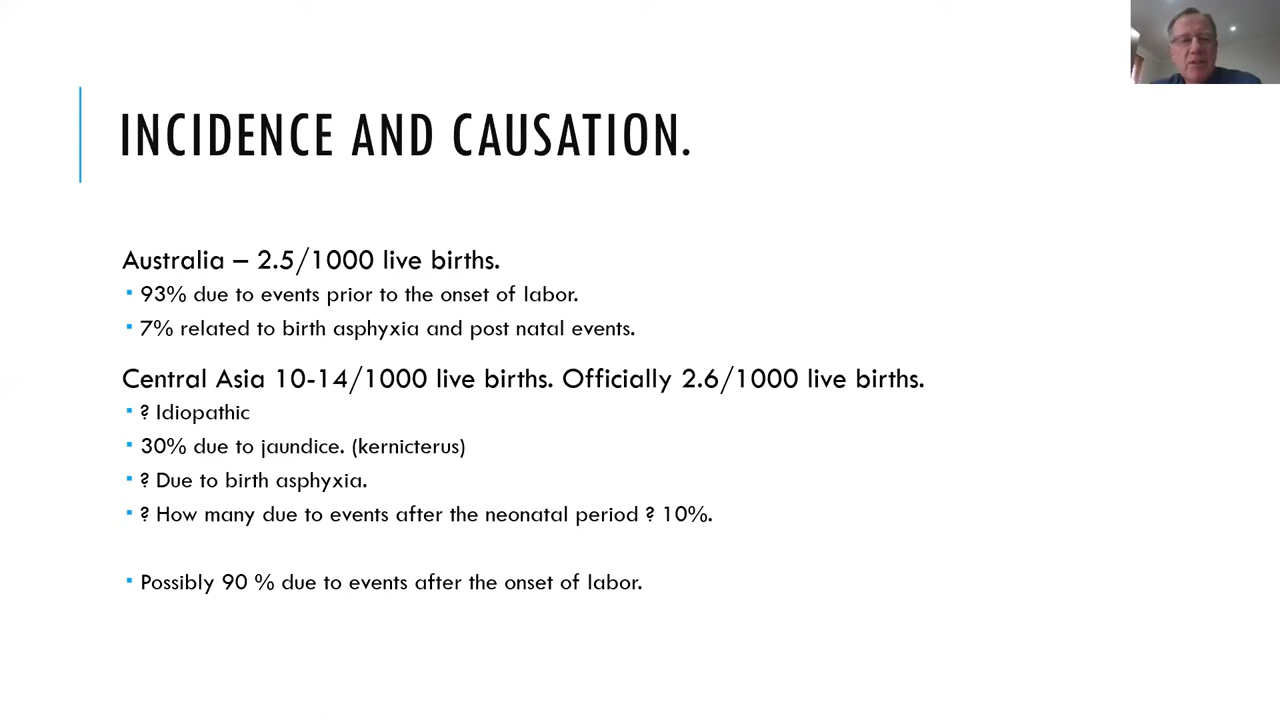 INCIDENCE AND CAUSATION.
Australia – 2.5/1000 live births.
▪ 93% due to events prior to the onset of labor.
▪ 7% related to birth asphyxia and post natal events.
Central Asia 10-14/1000 live births. Officially 2.6/1000 live births.
▪ ? Idiopathic
▪ 30% due to jaundice. (kernicterus)
▪ ? Due to birth asphyxia.
▪ ? How many due to events after the neonatal period ? 10%.
▪ Possibly 90 % due to events after the onset of labor.